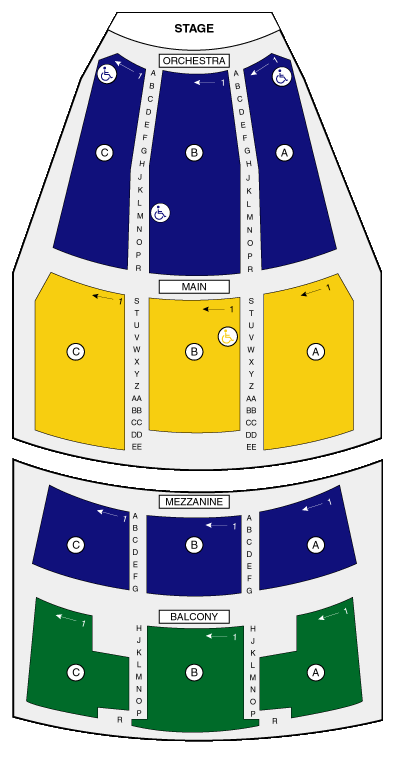 STAGE
ORCHESTRA
1 A A 1
B 1 B
C C
D D
E E
F F
C G B G A
H H
J J
K K
L L
M M
N N
O O
P P
R R
MAIN
1 S 1 S 1
T T
U U
V V
C W B W A
X X
Y Y
Z Z
AA AA
BB BB
CC CC
DD DD
EE EE
MEZZANINE
1 A 1 A 1
B B
C C
C D B D A
E E
F F
G G
BALCONY
1 H 1 H 1
J J
K K
L L
C M B M A
N N
O O
P P
R R